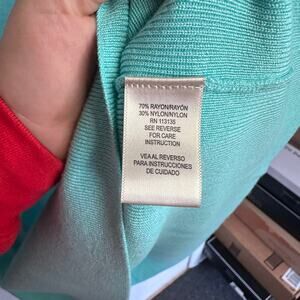 70% RAYON/RAYÓN
30% NYLON/NYLON
RN 113135
SEE REVERSE
FOR CARE
INSTRUCTION
VEA AL REVERSO
PARA INSTRUCCIONES
DE CUIDADO